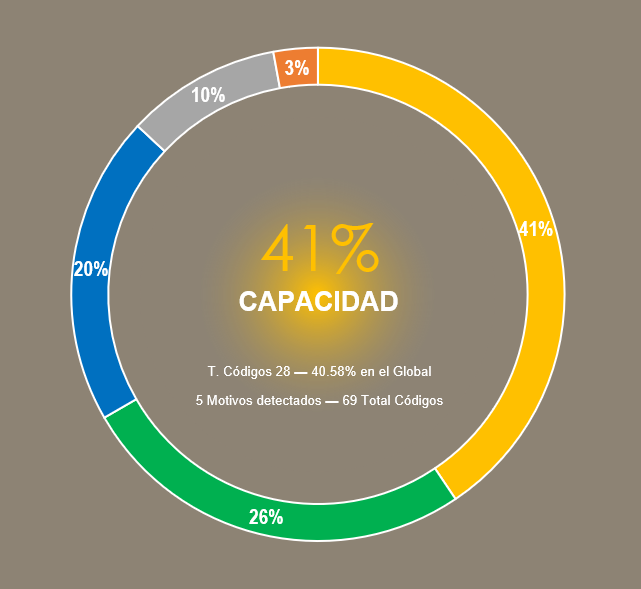 3%
10%
41%
20%
41%
CAPACIDAD
T. Códigos 28 — 40.58% en el Global
5 Motivos detectados — 69 Total Códigos
26%